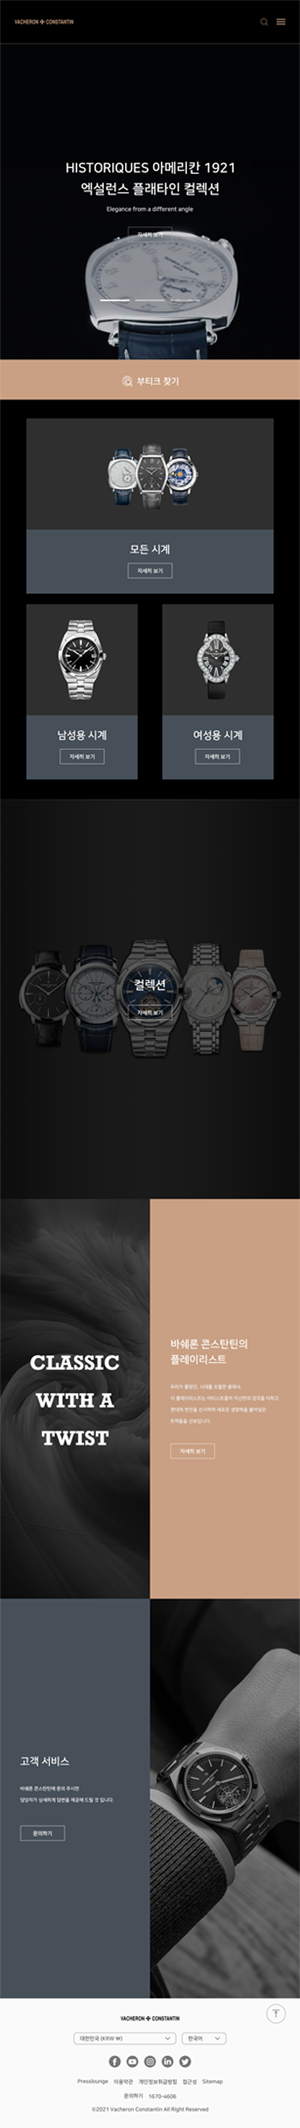 VACHERON CONSTANTIN
HISTORIQUES 아메리칸 1921
엑설런스 플래타인 컬렉션
Elegance from a different angle
자세히 보기
부티크 찾기
모든 시계
자세히 보기
남성용 시계
자세히 보기
여성용 시계
자세히 보기
컬렉션
자세히 보기
CLASSIC
WITH A
TWIST
바쉐론 콘스탄틴의
플레이리스트
자세히 보기
고객 서비스
바쉐론 콘스탄틴에 문의 주시면
담당자가 상세하게 답변을 제공해 드릴 것 입니다.
문의하기
VACHERON CONSTANTIN
대한민국 (KRW ₩)
한국어
Presslounge 이용약관 개인정보취급방침 접근성 Sitemap
문의하기 1670-4606
©2021 Vacheron Constantin All Right Reserved